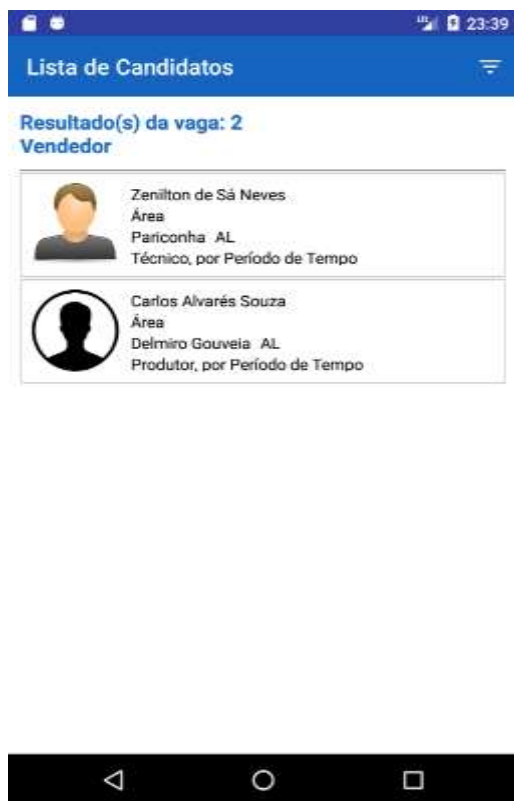 23:39
Lista de Candidatos
Resultado(s) da vaga: 2
Vendedor
Zenilton de Sá Neves
Área
Pariconha AL
Técnico, por Período de Tempo
Carlos Alvarés Souza
Área
Delmiro Gouveia AL
Produtor, por Período de Tempo